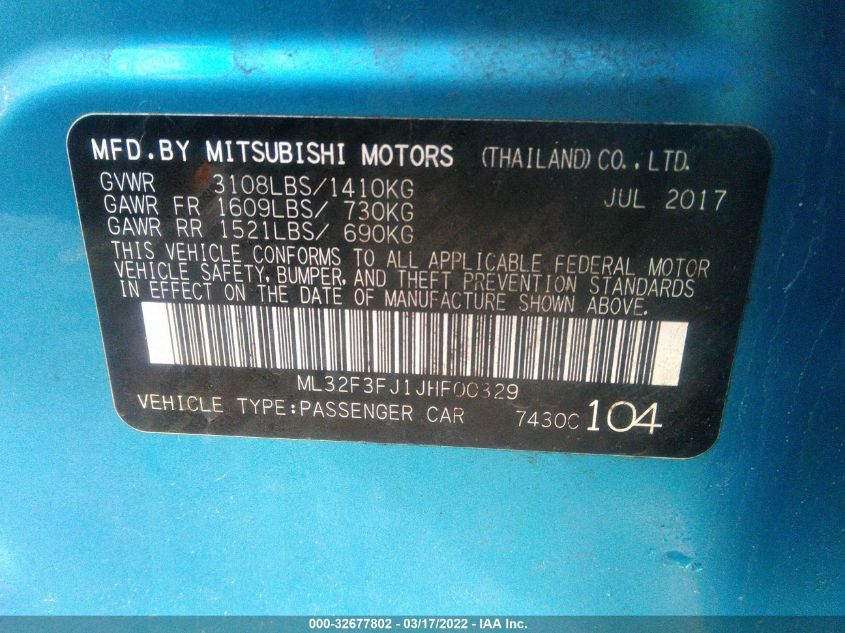 MFD.BY MITSUBISHI MOTORS (THAILAND) CO., LTD.
GVWR 3108LBS/1410KG JUL 2017
GAWR FR 1609LBS/ 730KG
GAWR RR 1521LBS/ 690KG
THIS VEHICLE CONFORMS TO ALL APPLICABLE FEDERAL MOTOR
VEHICLE SAFETY, BUMPER, AND THEFT PREVENTION STANDARDS
IN EFFECT ON THE DATE OF MANUFACTURE SHOWN ABOVE.
ML32F3FJ1JHF00329
VEHICLE TYPE:PASSENGER CAR 7430C 104
000-32677802 - 03/17/2022 - IAA Inc.